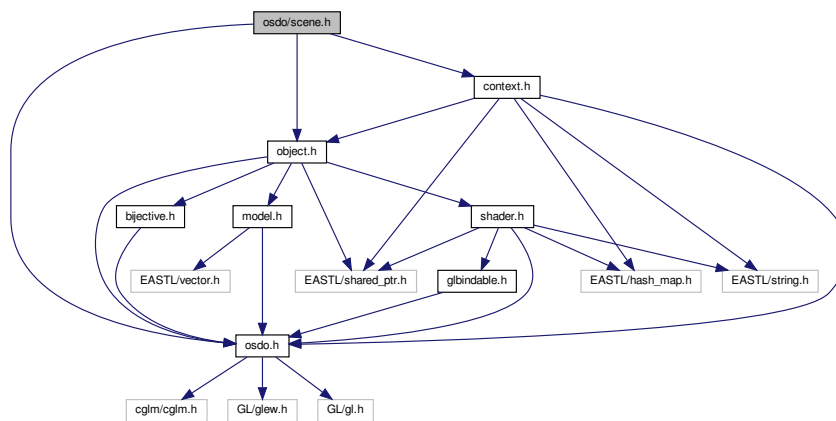 osdo/scene.h
context.h
object.h
bijective.h
model.h
shader.h
EASTL/vector.h
EASTL/shared_ptr.h
glbindable.h
EASTL/hash_map.h
EASTL/string.h
osdo.h
cglm/cglm.h
GL/glew.h
GL/gl.h